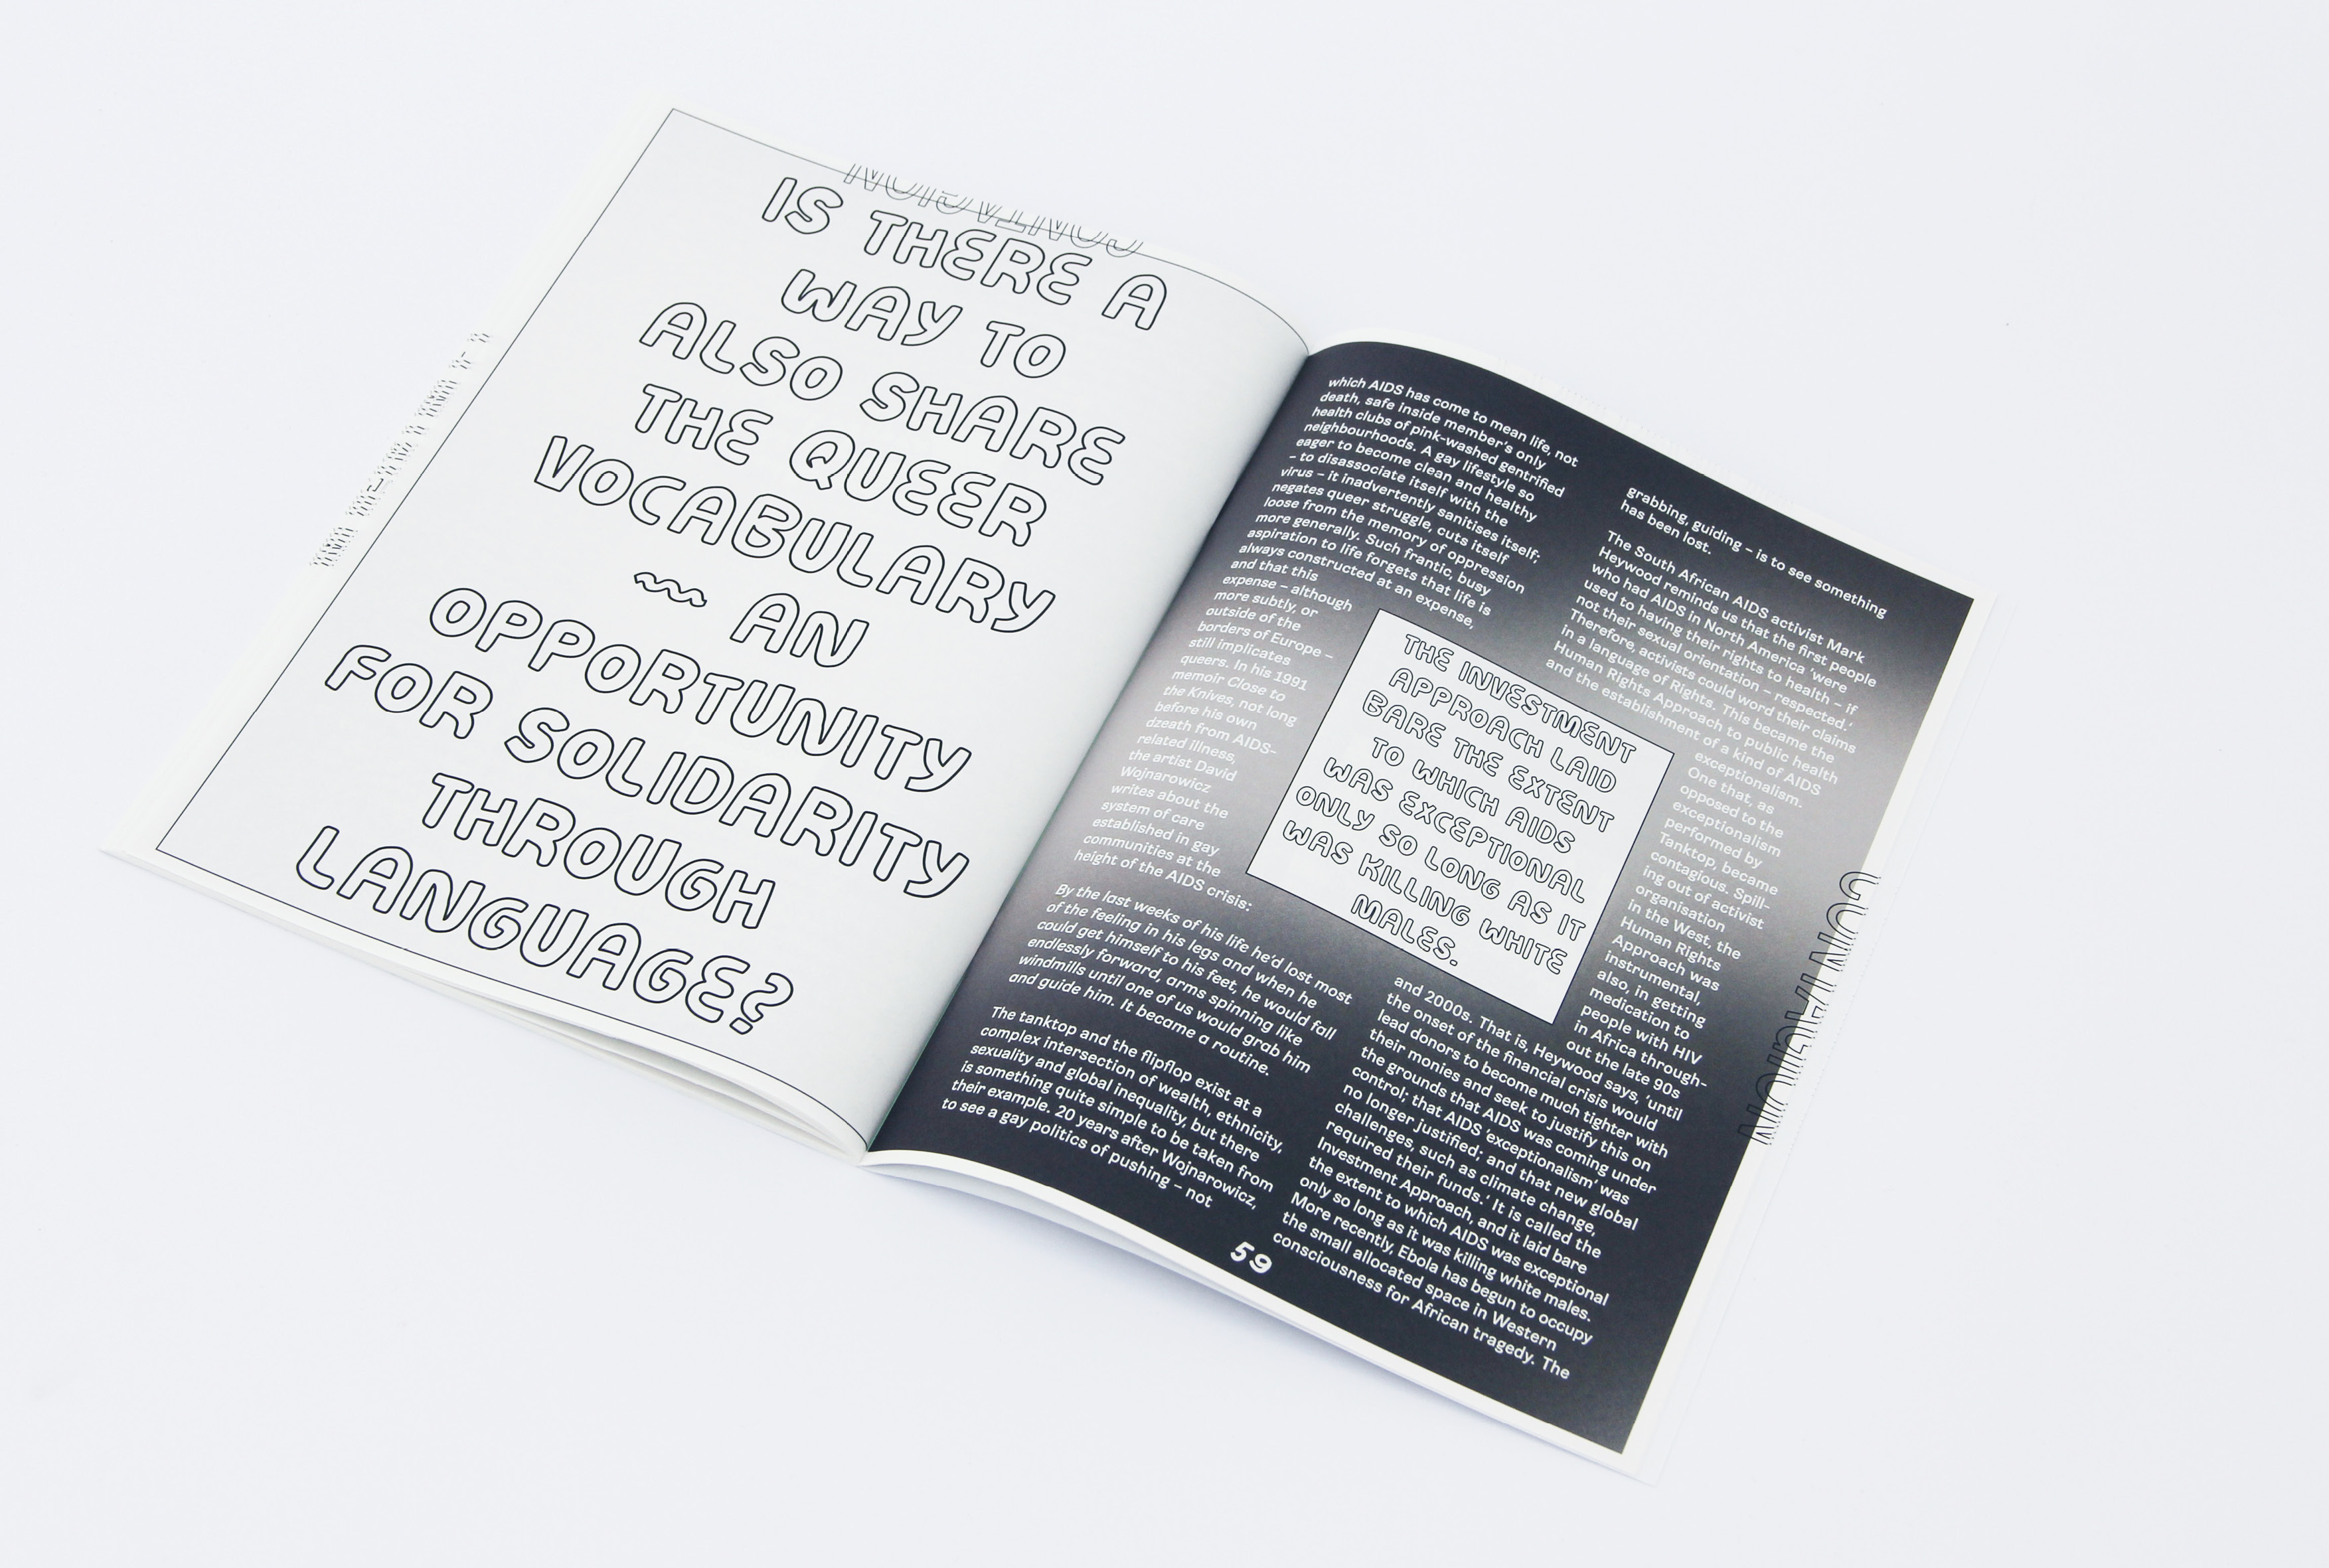 CONTAGION
IS THERE A
WAY TO
ALSO SHARE
THE QUEER
VOCABULARY
~ AN
OPPORTUNITY
FOR SOLIDARITY
THROUGH
LANGUAGE?
which AIDS has come to mean life, not
death, safe inside member's only
health clubs of pink-washed gentrified
neighbourhoods. A gay lifestyle so
eager to become clean and healthy
– to disassociate itself with the
virus – it inadvertently sanitises itself;
negates queer struggle, cuts itself
loose from the memory of oppression
more generally. Such frantic, busy
aspiration to life forgets that life is
always constructed at an expense,
and that this
expense – although
more subtly, or
outside of the
borders of Europe –
still implicates
queers. In his 1991
memoir Close to
the Knives, not long
before his own
dzeath from AIDS-
related illness,
the artist David
Wojnarowicz
writes about the
system of care
established in gay
communities at the
height of the AIDS crisis:
By the last weeks of his life he'd lost most
of the feeling in his legs and when he
could get himself to his feet, he would fall
endlessly forward, arms spinning like
windmills until one of us would grab him
and guide him. It became a routine.
The tanktop and the flipflop exist at a
complex intersection of wealth, ethnicity,
sexuality and global inequality, but there
is something quite simple to be taken from
their example. 20 years after Wojnarowicz,
to see a gay politics of pushing – not
grabbing, guiding – is to see something
has been lost.
The South African AIDS activist Mark
Heywood reminds us that the first people
who had AIDS in North America 'were
used to having their rights to health – if
not their sexual orientation – respected.'
Therefore, activists could word their claims
in a language of Rights. This became the
Human Rights Approach to public health
and the establishment of a kind of AIDS
exceptionalism.
One that, as
opposed to the
exceptionalism
performed by
Tanktop, became
contagious. Spill-
ing out of activist
organisation
in the West, the
Human Rights
Approach was
instrumental,
also, in getting
medication to
people with HIV
in Africa through-
out the late 90s
and 2000s. That is, Heywood says, 'until
the onset of the financial crisis would
lead donors to become much tighter with
their monies and seek to justify this on
the grounds that AIDS was coming under
control; that AIDS 'exceptionalism' was
no longer justified; and that new global
challenges, such as climate change,
required their funds.' It is called the
Investment Approach, and it laid bare
the extent to which AIDS was exceptional
only so long as it was killing white males.
More recently, Ebola has begun to occupy
the small allocated space in Western
consciousness for African tragedy. The
THE INVESTMENT
APPROACH LAID
BARE THE EXTENT
TO WHICH AIDS
WAS EXCEPTIONAL
ONLY SO LONG AS IT
WAS KILLING WHITE
MALES.
CONTAGION
59